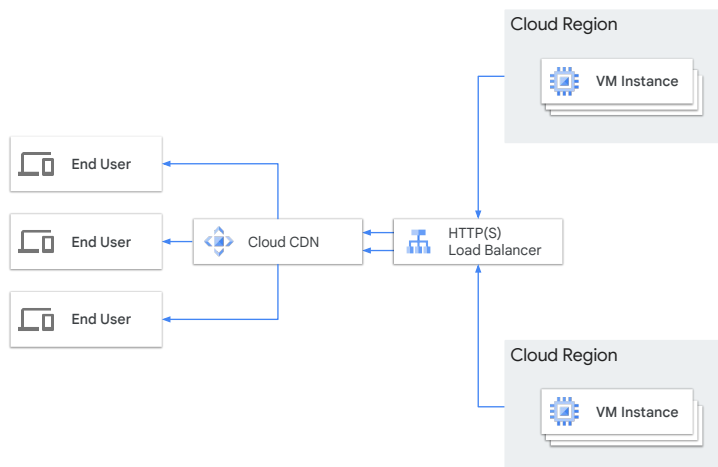 Cloud Region
VM Instance
End User
End User
Cloud CDN
HTTP(S)
Load Balancer
End User
Cloud Region
VM Instance